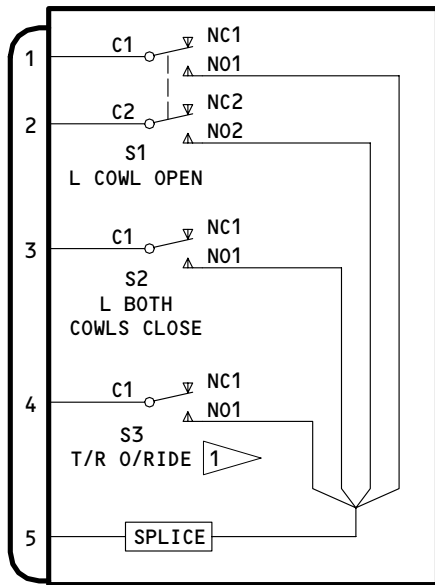 1 C1 NC1
NO1
2 C2 NC2
NO2
S1
L COWL OPEN
3 C1 NC1
NO1
S2
L BOTH
COWLS CLOSE
4 C1 NC1
NO1
S3
T/R O/RIDE 1
5 SPLICE